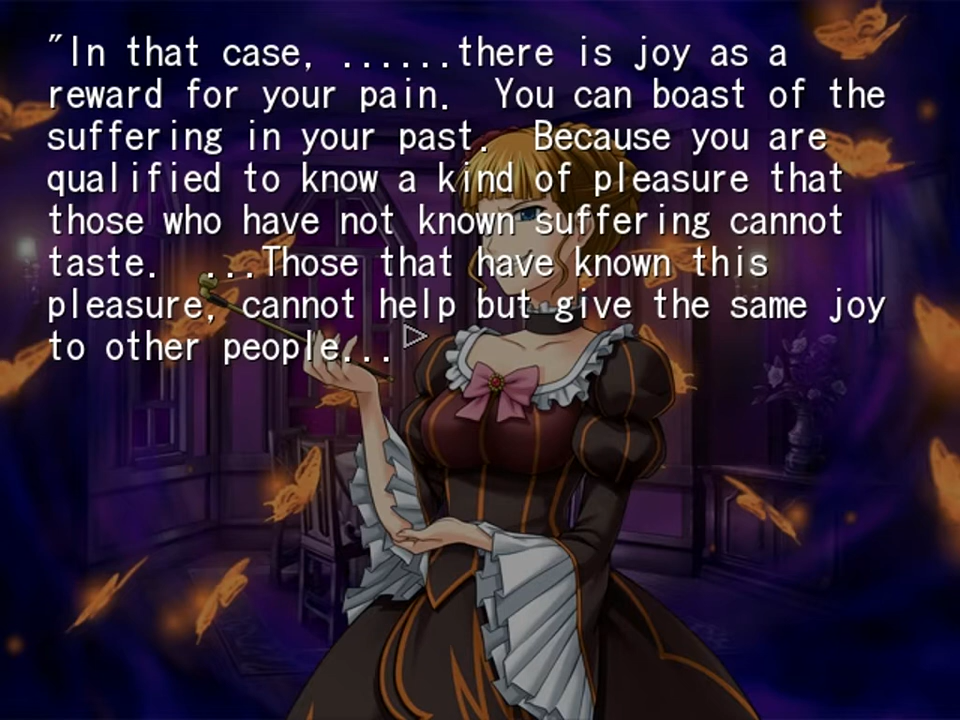 "In that case, ......there is joy as a
reward for your pain.  You can boast of the
suffering in your past.  Because you are
qualified to know a kind of pleasure that
those who have not known suffering cannot
taste.  ...Those that have known this
pleasure, cannot help but give the same joy
to other people...